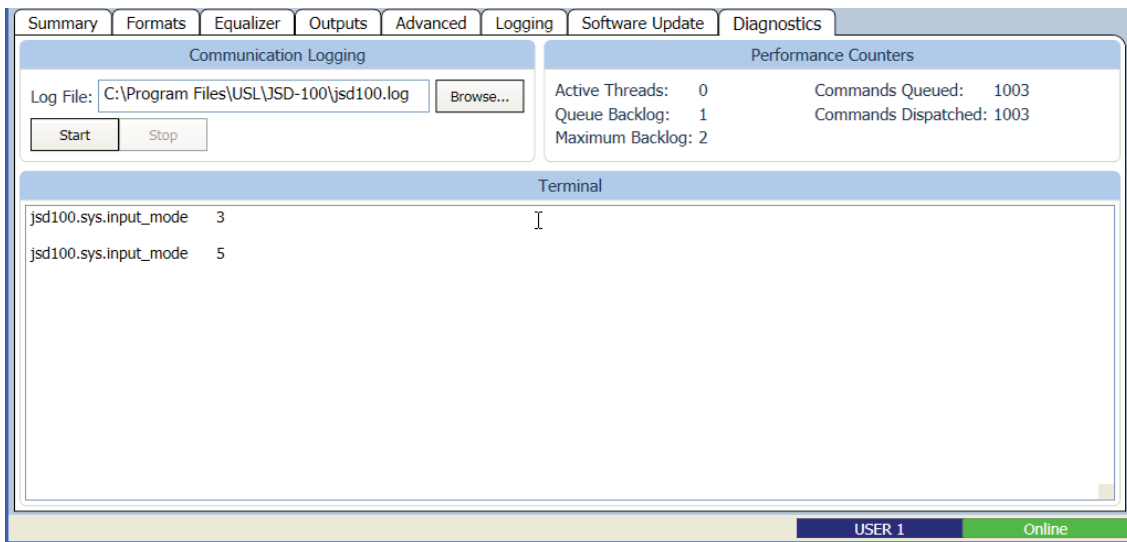 Summary Formats Equalizer Outputs Advanced Logging Software Update Diagnostics
Communication Logging
Log File: C:\Program Files\USL\JSD-100\jsd100.log Browse...
Start Stop
Performance Counters
Active Threads: 0 Commands Queued: 1003
Queue Backlog: 1 Commands Dispatched: 1003
Maximum Backlog: 2
Terminal
jsd100.sys.input_mode 3
jsd100.sys.input_mode 5
USER 1 Online